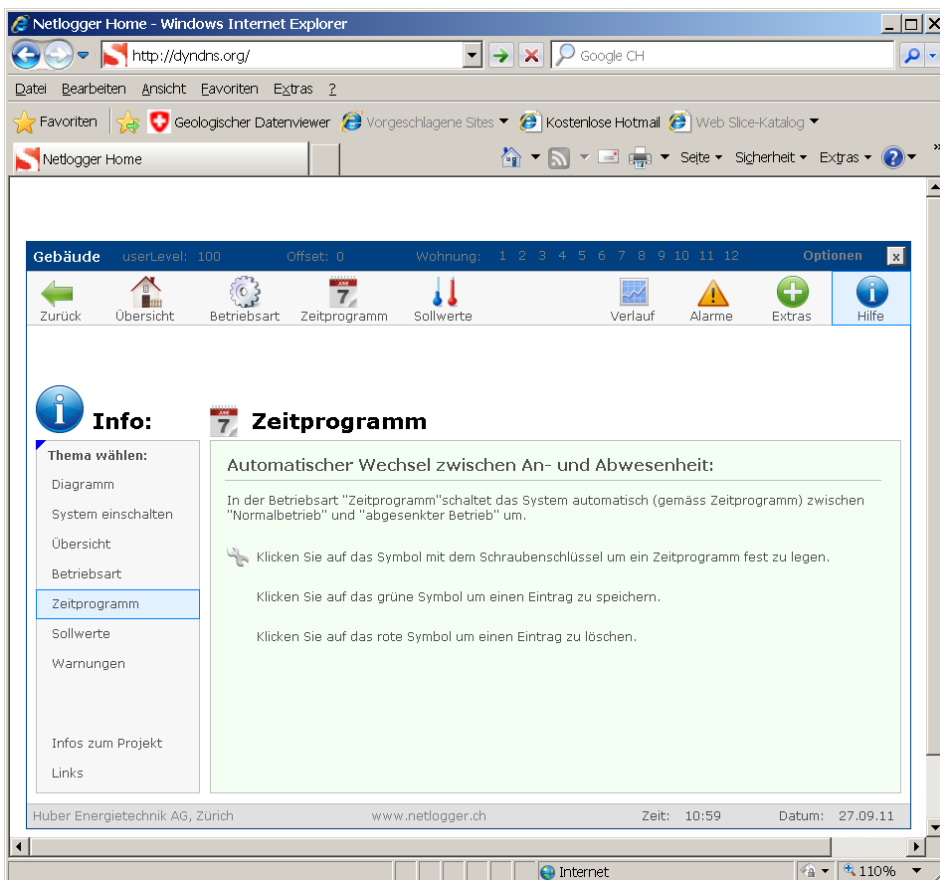 Netlogger Home - Windows Internet Explorer
http://dyndns.org/
Google CH
Datei Bearbeiten Ansicht Favoriten Extras ?
Favoriten Geologischer Datenviewer Vorgeschlagene Sites Kostenlose Hotmail Web Slice-Katalog
Netlogger Home Seite Sicherheit Extras »
Gebäude userLevel: 100 Offset: 0 Wohnung: 1 2 3 4 5 6 7 8 9 10 11 12 Optionen x
JUNE
7
Zurück Übersicht Betriebsart Zeitprogramm Sollwerte Verlauf Alarme Extras Hilfe
Info:
JUNE
7
Zeitprogramm
Thema wählen:
Diagramm
System einschalten
Übersicht
Betriebsart
Zeitprogramm
Sollwerte
Warnungen
Infos zum Projekt
Links
Automatischer Wechsel zwischen An- und Abwesenheit:
In der Betriebsart "Zeitprogramm"schaltet das System automatisch (gemäss Zeitprogramm) zwischen
"Normalbetrieb" und "abgesenkter Betrieb" um.
Klicken Sie auf das Symbol mit dem Schraubenschlüssel um ein Zeitprogramm fest zu legen.
Klicken Sie auf das grüne Symbol um einen Eintrag zu speichern.
Klicken Sie auf das rote Symbol um einen Eintrag zu löschen.
Huber Energietechnik AG, Zürich www.netlogger.ch Zeit: 10:59 Datum: 27.09.11
Internet 110%